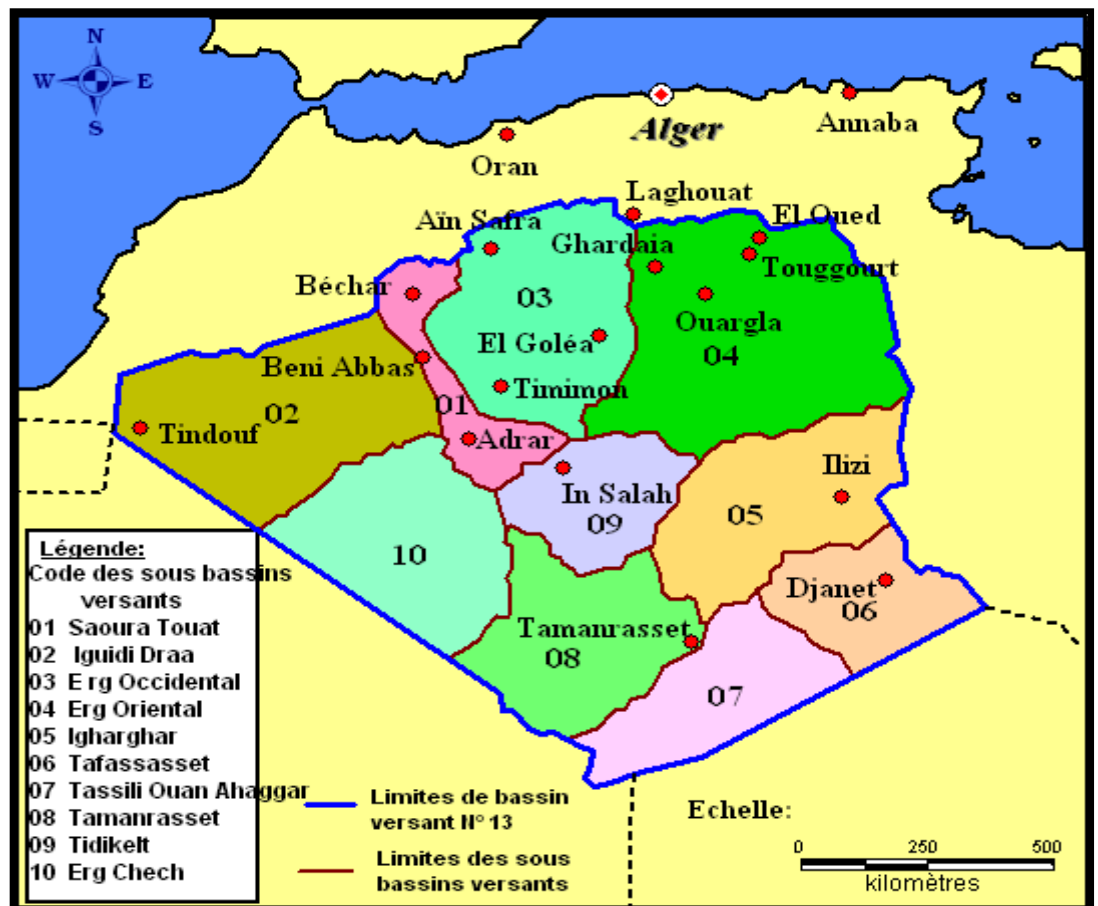 N
W E
S
Alger
Annaba
Oran
Laghouat
Aïn Safra
El Oued
Ghardaia
Touggourt
Béchar
03
Ouargla
El Goléa
04
Beni Abbas
Timimon
01
02
Tindouf
Adrar
Ilizi
In Salah
05
09
10
Djanet
06
Tamanrasset
08
07
Légende:
Code des sous bassins
versants
01 Saoura Touat
02 Iguidi Draa
03 E rg Occidental
04 Erg Oriental
05 Igharghar
06 Tafassasset
07 Tassili Ouan Ahaggar
08 Tamanrasset
09 Tidikelt
10 Erg Chech
Limites de bassin
versant N° 13
Limites des sous
bassins versants
Echelle:
0 250 500
kilomètres